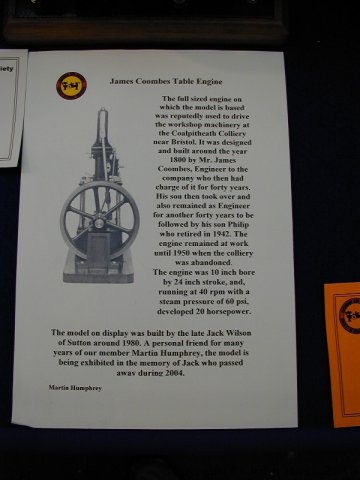 iety
James Coombes Table Engine
The full sized engine on
which the model is based
was reputedly used to drive
the workshop machinery at
the Coalpitheath Colliery
near Bristol. It was designed
and built around the year
1800 by Mr. James
Coombes, Engineer to the
company who then had
charge of it for forty years.
His son then took over and
also remained as Engineer
for another forty years to be
followed by his son Philip
who retired in 1942. The
engine remained at work
until 1950 when the colliery
was abandoned.
The engine was 10 inch bore
by 24 inch stroke, and,
running at 40 rpm with a
steam pressure of 60 psi,
developed 20 horsepower.
The model on display was built by the late Jack Wilson
of Sutton around 1980. A personal friend for many
years of our member Martin Humphrey, the model is
being exhibited in the memory of Jack who passed
away during 2004.
Martin Humphrey